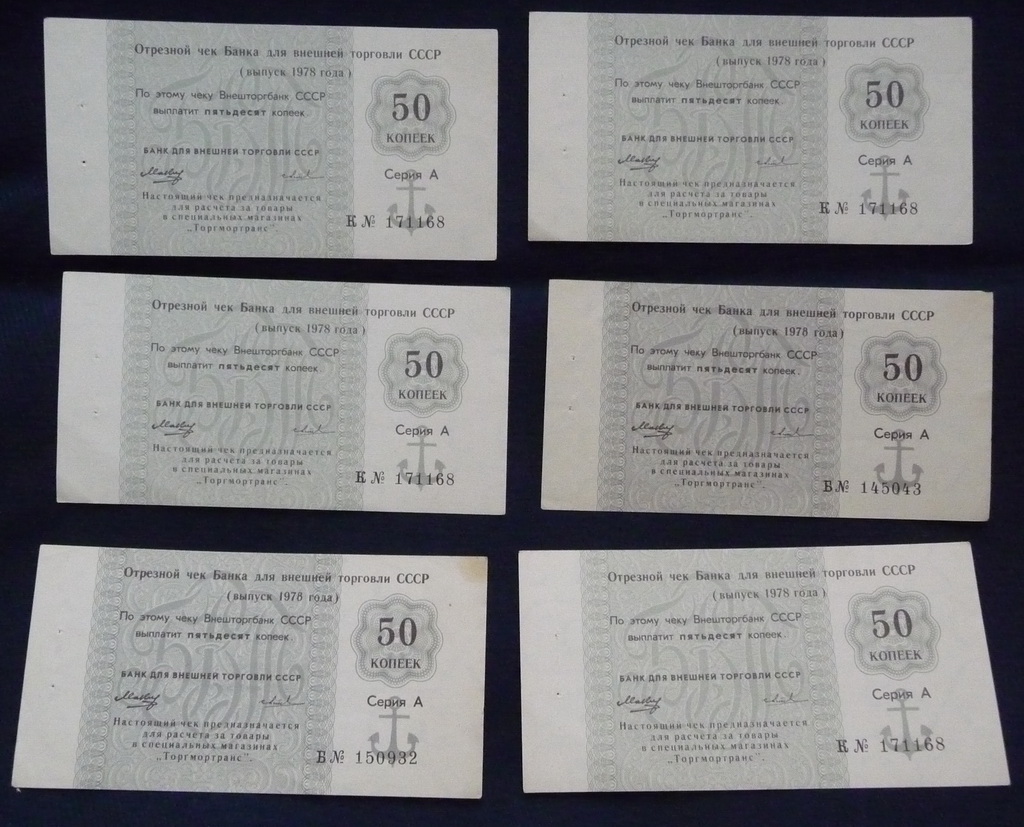 Отрезной чек Банка для внешней торговли СССР
(выпуск 1978 года)
По этому чеку Внешторгбанк СССР
выплатит пятьдесят копеек.
50
КОПЕЕК
БАНК ДЛЯ ВНЕШНЕЙ ТОРГОВЛИ СССР
Серия А
Настоящий чек предназначается
для расчета за товары
в специальных магазинах
„Торгмортранс".
К № 171168
Отрезной чек Банка для внешней торговли СССР
(выпуск 1978 года)
По этому чеку Внешторгбанк СССР
выплатит пятьдесят копеек.
50
КОПЕЕК
БАНК ДЛЯ ВНЕШНЕЙ ТОРГОВЛИ СССР
Серия А
Настоящий чек предназначается
для расчета за товары
в специальных магазинах
„Торгмортранс".
К № 171168
Отрезной чек Банка для внешней торговли СССР
(выпуск 1978 года)
По этому чеку Внешторгбанк СССР
выплатит пятьдесят копеек.
50
КОПЕЕК
БАНК ДЛЯ ВНЕШНЕЙ ТОРГОВЛИ СССР
Серия А
Настоящий чек предназначается
для расчета за товары
в специальных магазинах
„Торгмортранс".
К № 171168
Отрезной чек Банка для внешней торговли СССР
(выпуск 1978 года)
По этому чеку Внешторгбанк СССР
выплатит пятьдесят копеек.
50
КОПЕЕК
БАНК ДЛЯ ВНЕШНЕЙ ТОРГОВЛИ СССР
Серия А
Настоящий чек предназначается
для расчета за товары
в специальных магазинах
„Торгмортранс".
Б № 145043
Отрезной чек Банка для внешней торговли СССР
(выпуск 1978 года)
По этому чеку Внешторгбанк СССР
выплатит пятьдесят копеек.
50
КОПЕЕК
БАНК ДЛЯ ВНЕШНЕЙ ТОРГОВЛИ СССР
Серия А
Настоящий чек предназначается
для расчета за товары
в специальных магазинах
„Торгмортранс".
Б № 150932
Отрезной чек Банка для внешней торговли СССР
(выпуск 1978 года)
По этому чеку Внешторгбанк СССР
выплатит пятьдесят копеек.
50
КОПЕЕК
БАНК ДЛЯ ВНЕШНЕЙ ТОРГОВЛИ СССР
Серия А
Настоящий чек предназначается
для расчета за товары
в специальных магазинах
„Торгмортранс".
К № 171168